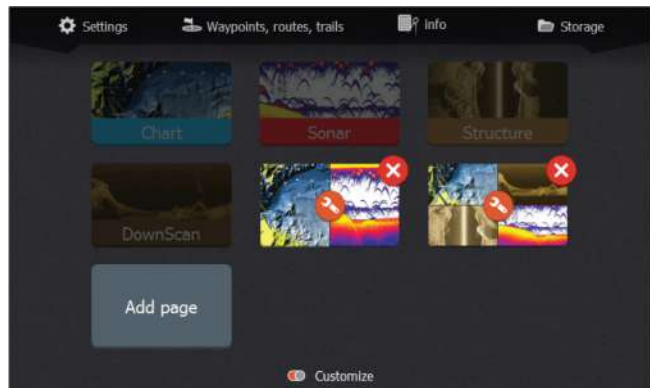 Settings
Waypoints, routes, trails
Info
Storage
Chart
Sonar
Structure
DownScan
Add page
Customize